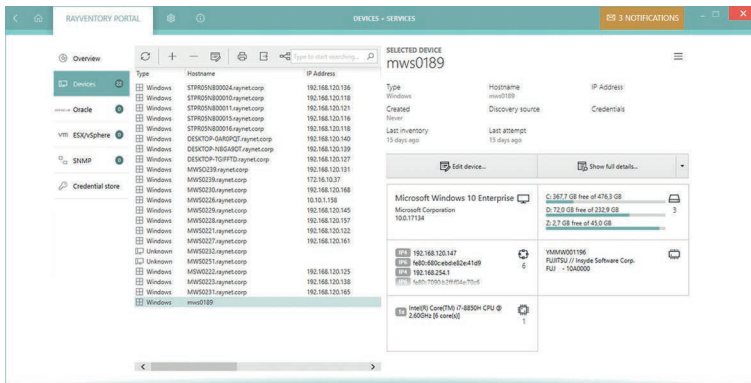 RAYVENTORY PORTAL
DEVICES + SERVICES
3 NOTIFICATIONS
Overview
Devices
Oracle 0
vm ESX/vSphere 0
SNMP 0
Credential store
Type to start searching...
Type Hostname IP Address
Windows STPR05NB00024.raynet.corp 192.168.120.136
Windows STPR05NB00010.raynet.corp 192.168.120.118
Windows STPR05NB00011.raynet.corp 192.168.120.121
Windows STPR05NB00015.raynet.corp 192.168.120.116
Windows STPR05NB00016.raynet.corp 192.168.120.118
Windows DESKTOP-0AR0PQT.raynet.corp 192.168.120.140
Windows DESKTOP-N8GA9DT.raynet.corp 192.168.120.139
Windows DESKTOP-TGIFFTD.raynet.corp 192.168.120.127
Windows MWS0239.raynet.corp 192.168.120.131
Windows MWS0239.raynet.corp 172.16.10.37
Windows MWS0230.raynet.corp 192.168.120.168
Windows MWS0226.raynet.corp 10.10.1.158
Windows MWS0229.raynet.corp 192.168.120.145
Windows MWS0228.raynet.corp 192.168.120.157
Windows MWS0221.raynet.corp 192.168.120.122
Windows MWS0227.raynet.corp 192.168.120.161
Unknown MWS0232.raynet.corp
Unknown MWS0251.raynet.corp
Windows MSW0222.raynet.corp 192.168.120.125
Windows MWS0223.raynet.corp 192.168.120.138
Windows MWS0231.raynet.corp 192.168.120.165
Windows mws0189
SELECTED DEVICE
mws0189
Type Hostname IP Address
Windows mws0189
Created Discovery source Credentials
Never
Last inventory Last attempt
15 days ago 15 days ago
Edit device...
Show full details...
Microsoft Windows 10 Enterprise
Microsoft Corporation
10.0.17134
C: 367,7 GB free of 476,3 GB
D: 72,0 GB free of 232,9 GB
Z: 2,7 GB free of 45,0 GB
3
IP4 192.168.120.147
IP6 fe80::680c:ebd:e82e:41d9
IP4 192.168.254.1
6
YMMW001196
FUJITSU // Insyde Software Corp.
FUJ - 10A0000
Intel(R) Core(TM) i7-8850H CPU @
2.60GHz [6 core(s)]
1